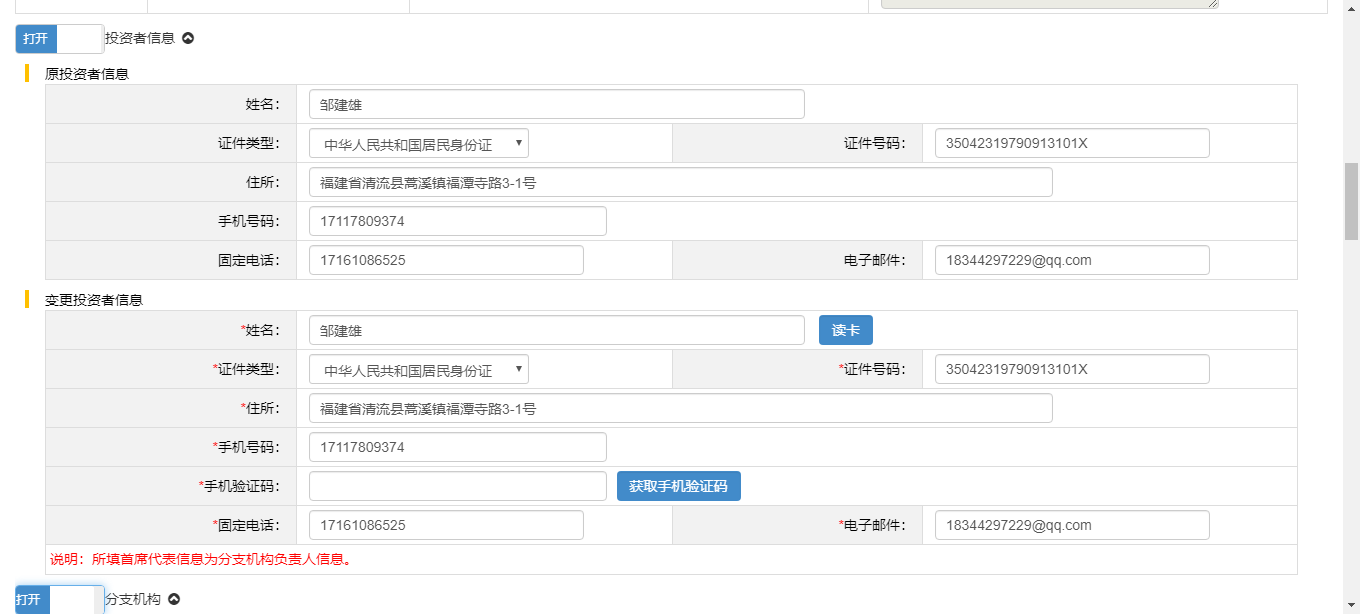 打开 投资者信息
原投资者信息
姓名： 邹建雄
证件类型： 中华人民共和国居民身份证 证件号码： 35042319790913101X
住所： 福建省清流县蒿溪镇福潭寺路3-1号
手机号码： 17117809374
固定电话： 17161086525 电子邮件： 18344297229@qq.com
变更投资者信息
*姓名： 邹建雄 读卡
*证件类型： 中华人民共和国居民身份证 *证件号码： 35042319790913101X
*住所： 福建省清流县蒿溪镇福潭寺路3-1号
*手机号码： 17117809374
*手机验证码： 获取手机验证码
*固定电话： 17161086525 *电子邮件： 18344297229@qq.com
说明：所填首席代表信息为分支机构负责人信息。
打开 分支机构